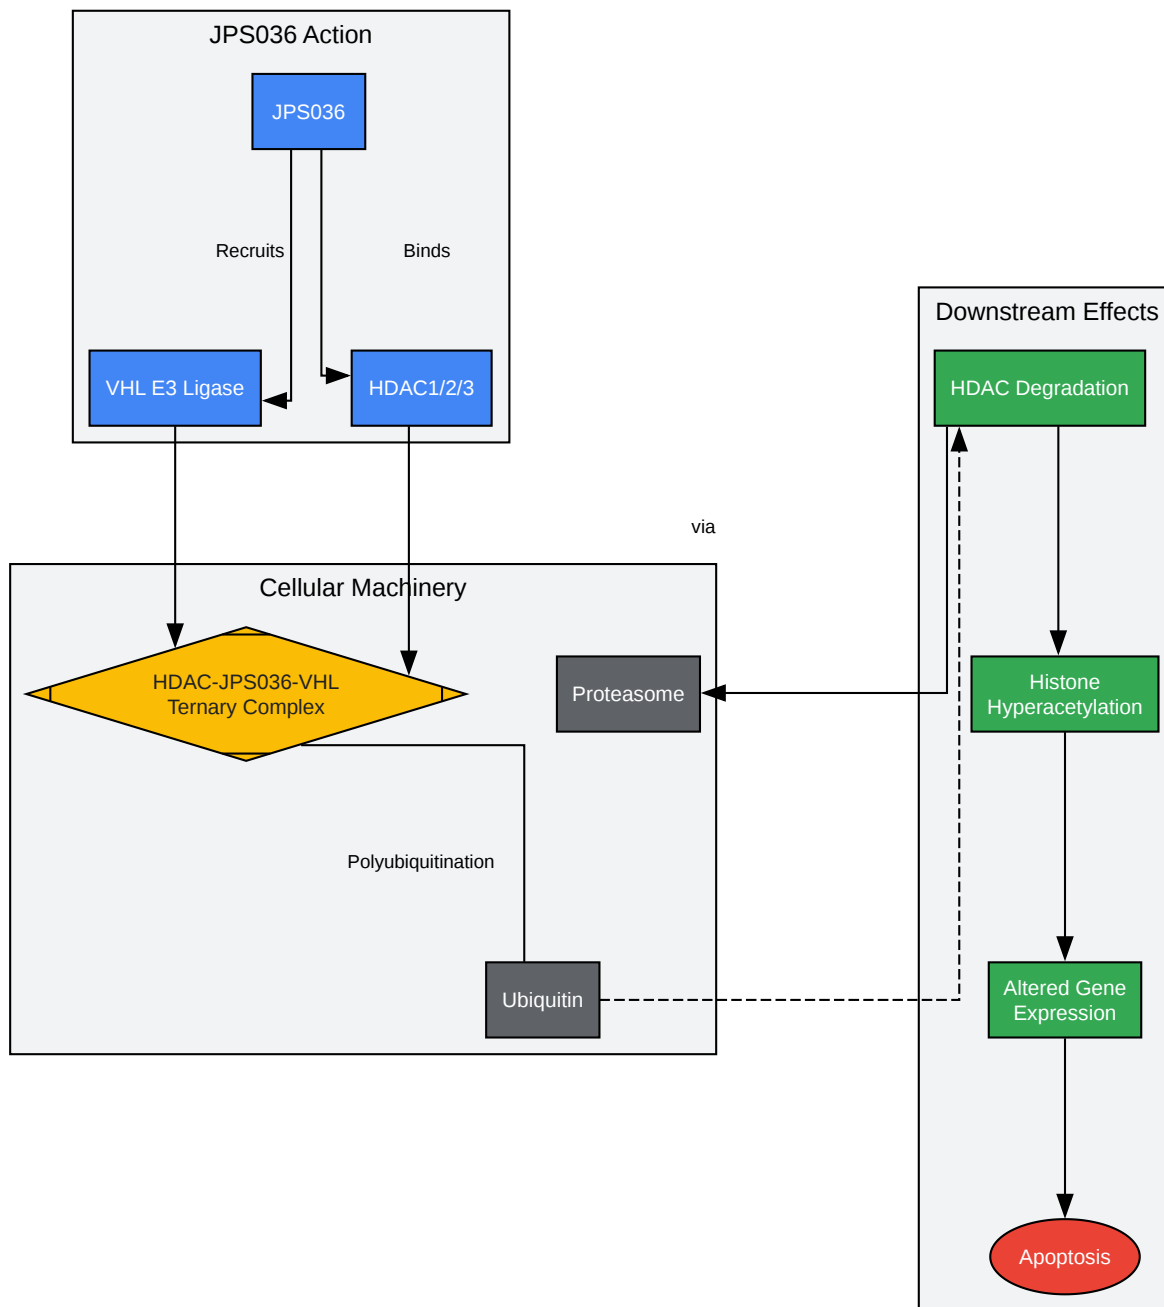 JPS036 Action
JPS036
Recruits
Binds
Downstream Effects
VHL E3 Ligase
HDAC1/2/3
HDAC Degradation
via
Cellular Machinery
HDAC-JPS036-VHL
Ternary Complex
Proteasome
Histone
Hyperacetylation
Polyubiquitination
Ubiquitin
Altered Gene
Expression
Apoptosis